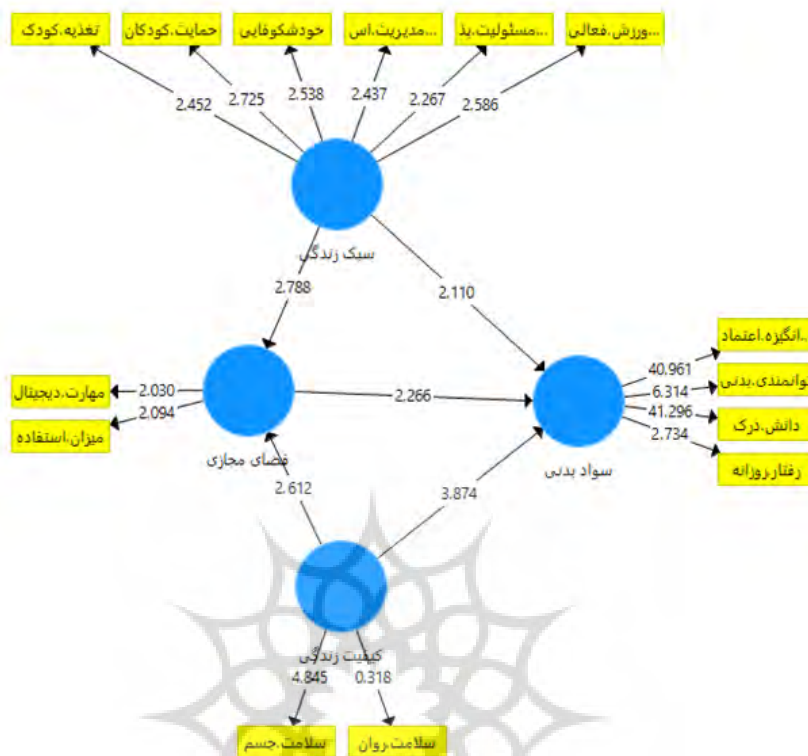 ...ورزش.فعالی
...مسئولیت.پذ
...مدیریت.اس
خودشکوفایی
حمایت.کودکان
تغذیه.کودک
2.586
2.267
2.437
2.538
2.725
2.452
سبک زندگی
2.788
2.110
..انگیزه.اعتماد
40.961
وانمندی.بدنی
6.314
دانش.درک
41.296
رفتار.روزانه
2.734
سواد بدنی
2.266
مهارت.دیجیتال
2.030
میزان.استفاده
2.094
فضای مجازی
2.612
3.874
کیفیت زندگی
0.318
4.845
سلامت.روان
سلامت.جسم